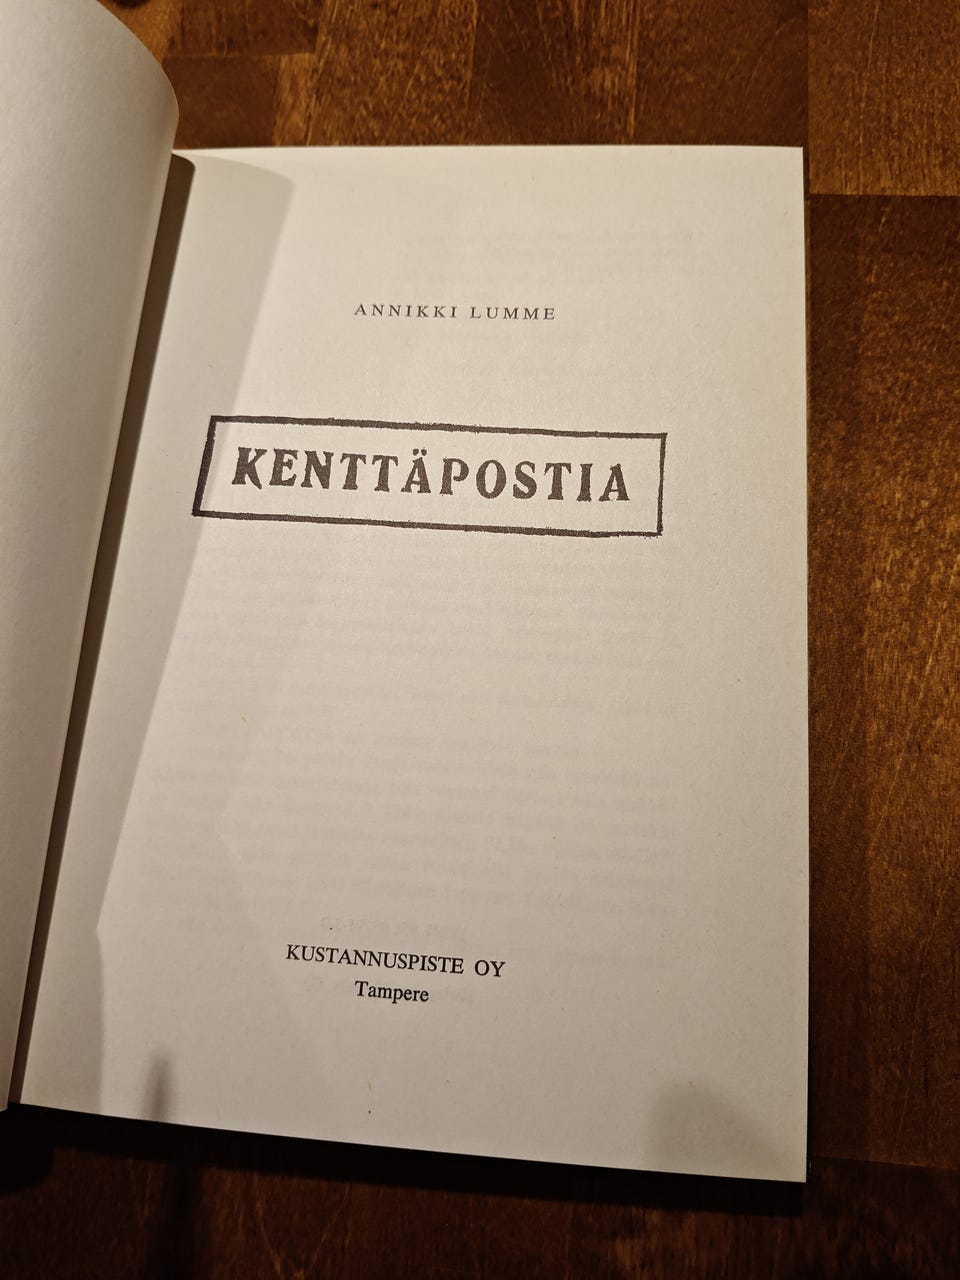 ANNIKKI LUMME
KENTTÄPOSTIA
KUSTANNUSPISTE OY
Tampere